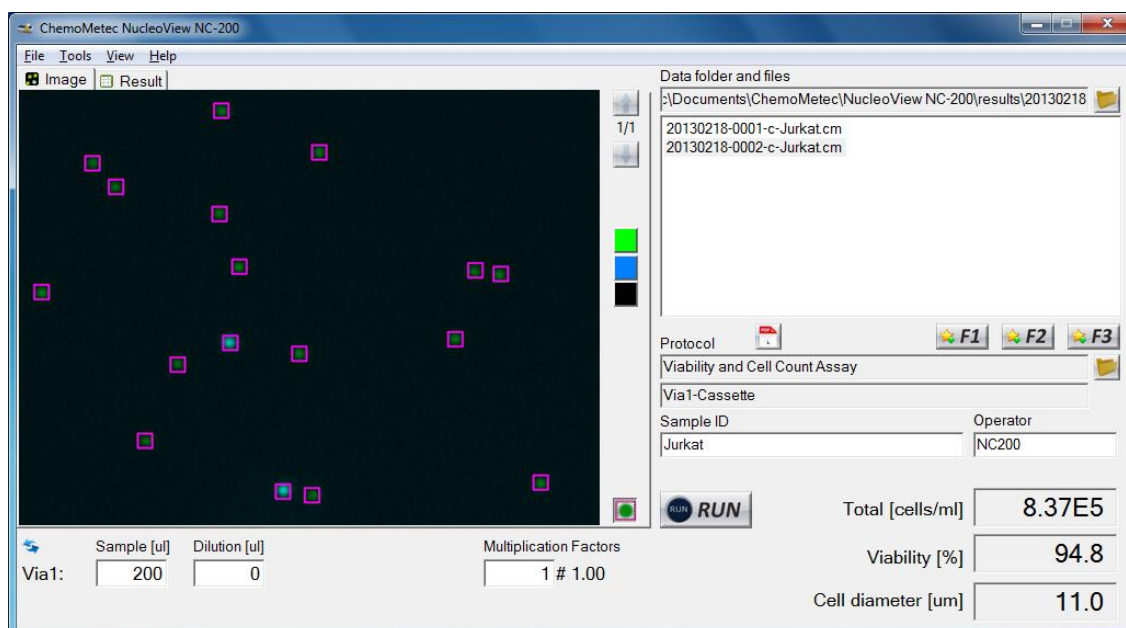 ChemoMetec NucleoView NC-200
File Tools View Help
Image Result
1/1
Sample [ul] Dilution [ul] Multiplication Factors
Via1: 200 0 1 # 1.00
Data folder and files
:\Documents\ChemoMetec\NucleoView NC-200\results\20130218
20130218-0001-c-Jurkat.cm
20130218-0002-c-Jurkat.cm
Protocol F1 F2 F3
Viability and Cell Count Assay
Via1-Cassette
Sample ID Operator
Jurkat NC200
RUN RUN Total [cells/ml] 8.37E5
Viability [%] 94.8
Cell diameter [um] 11.0